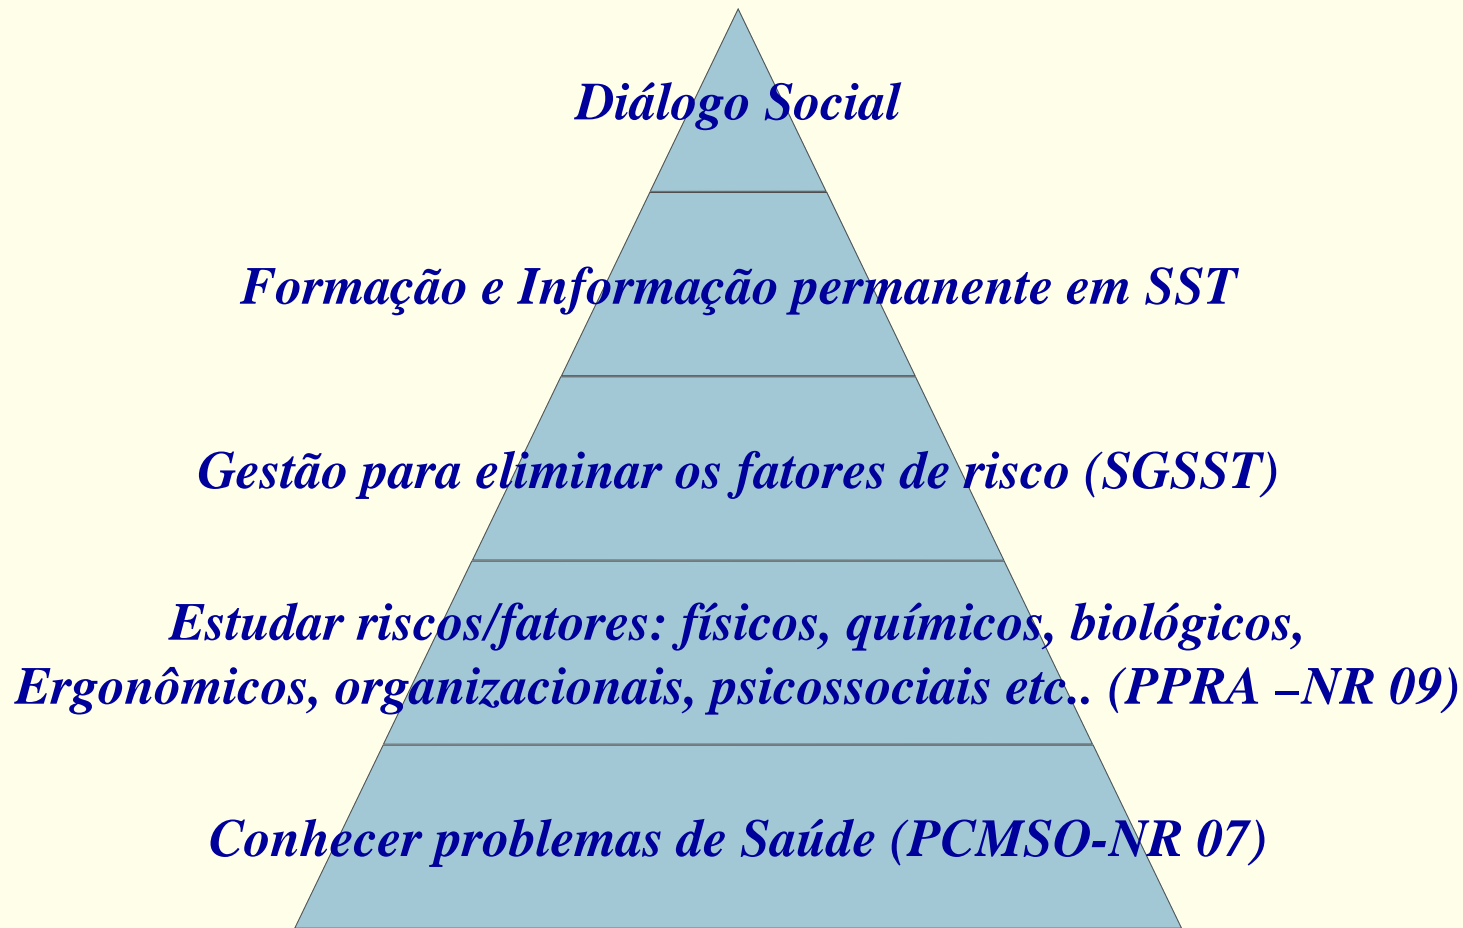 Diálogo Social
Formação e Informação permanente em SST
Gestão para eliminar os fatores de risco (SGSST)
Estudar riscos/fatores: físicos, químicos, biológicos,
Ergonômicos, organizacionais, psicossociais etc.. (PPRA –NR 09)
Conhecer problemas de Saúde (PCMSO-NR 07)